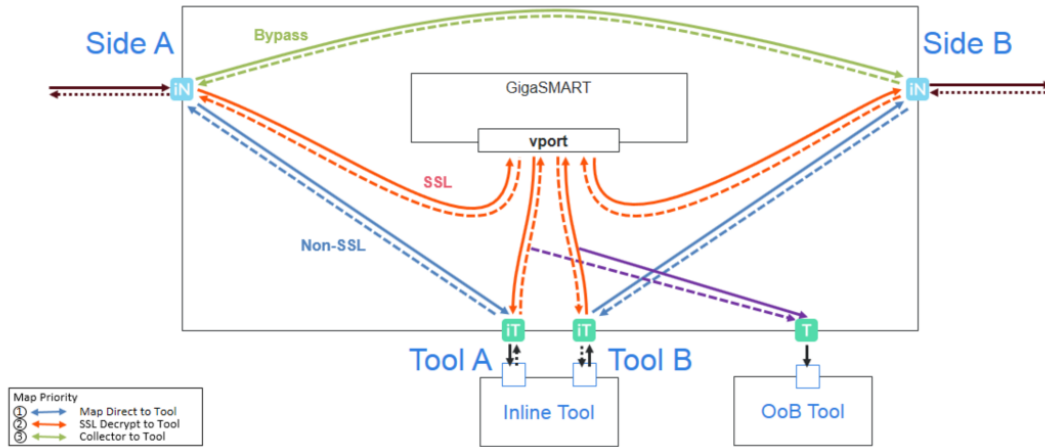 Side A
Bypass
Side B
iN
GigaSMART
iN
vport
SSL
Non-SSL
iT
iT
T
Tool A
Tool B
Inline Tool
OoB Tool
Map Priority
1 Map Direct to Tool
2 SSL Decrypt to Tool
3 Collector to Tool